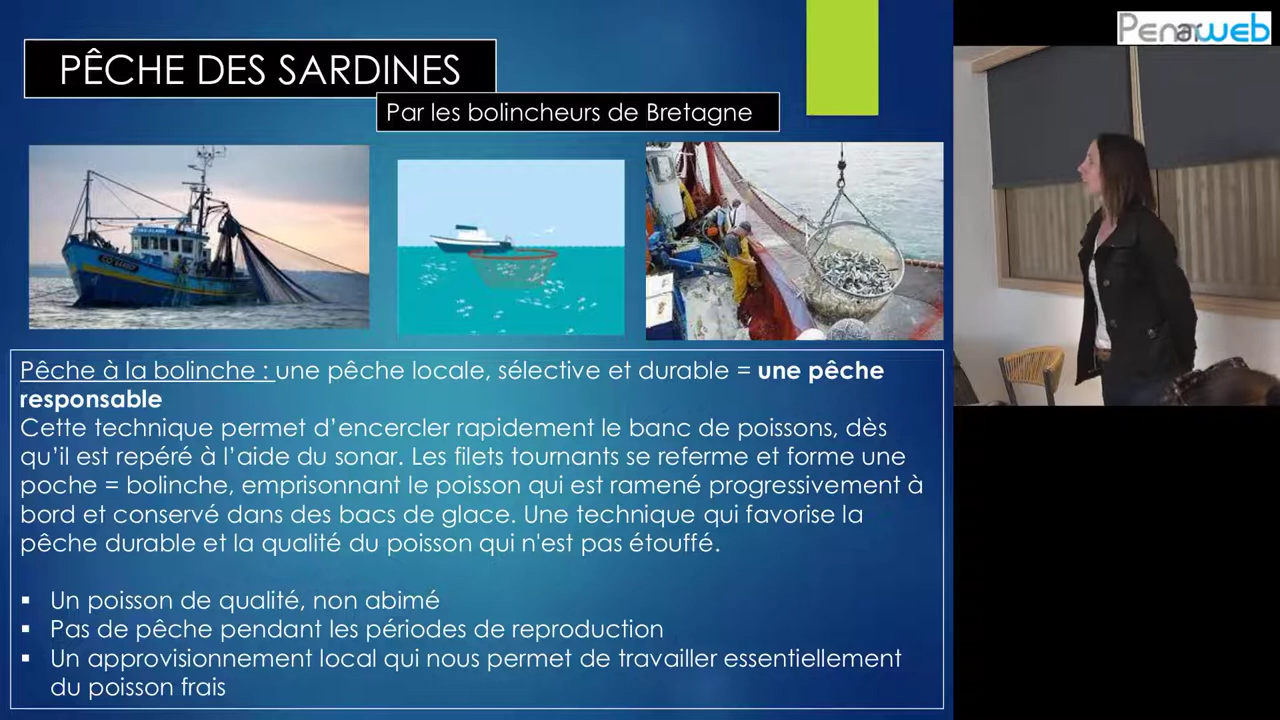 PÊCHE DES SARDINES
Par les bolincheurs de Bretagne
Penarweb
Pêche à la bolinche : une pêche locale, sélective et durable = une pêche
responsable
Cette technique permet d’encercler rapidement le banc de poissons, dès
qu’il est repéré à l’aide du sonar. Les filets tournants se referme et forme une
poche = bolinche, emprisonnant le poisson qui est ramené progressivement à
bord et conservé dans des bacs de glace. Une technique qui favorise la
pêche durable et la qualité du poisson qui n'est pas étouffé.
▪ Un poisson de qualité, non abimé
▪ Pas de pêche pendant les périodes de reproduction
▪ Un approvisionnement local qui nous permet de travailler essentiellement
du poisson frais